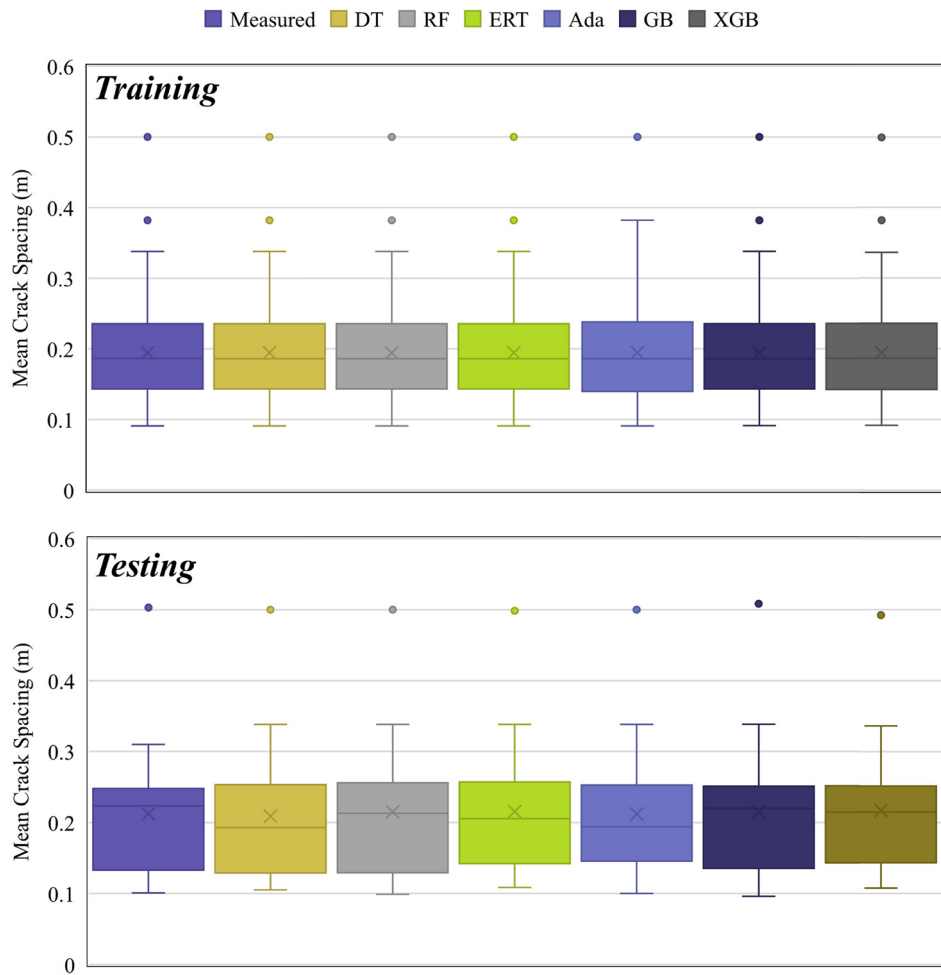 Measured DT RF ERT Ada GB XGB
Training
Mean Crack Spacing (m)
0.6
0.5
0.4
0.3
0.2
0.1
0
Testing
Mean Crack Spacing (m)
0.6
0.5
0.4
0.3
0.2
0.1
0